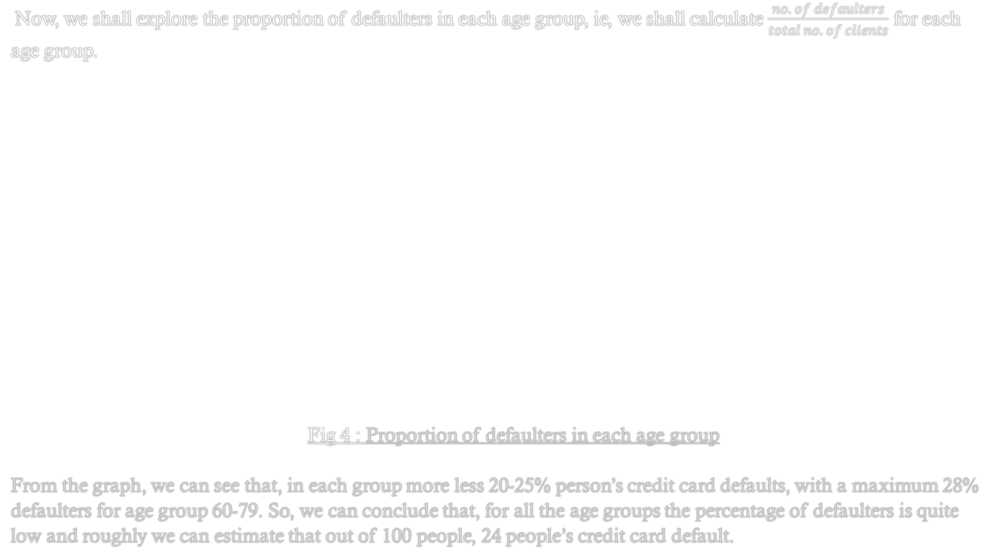 Now, we shall explore the proportion of defaulters in each age group, ie, we shall calculate no. of defaulters / total no. of clients for each
age group.
Fig 4 : Proportion of defaulters in each age group
From the graph, we can see that, in each group more less 20-25% person’s credit card defaults, with a maximum 28%
defaulters for age group 60-79. So, we can conclude that, for all the age groups the percentage of defaulters is quite
low and roughly we can estimate that out of 100 people, 24 people’s credit card default.